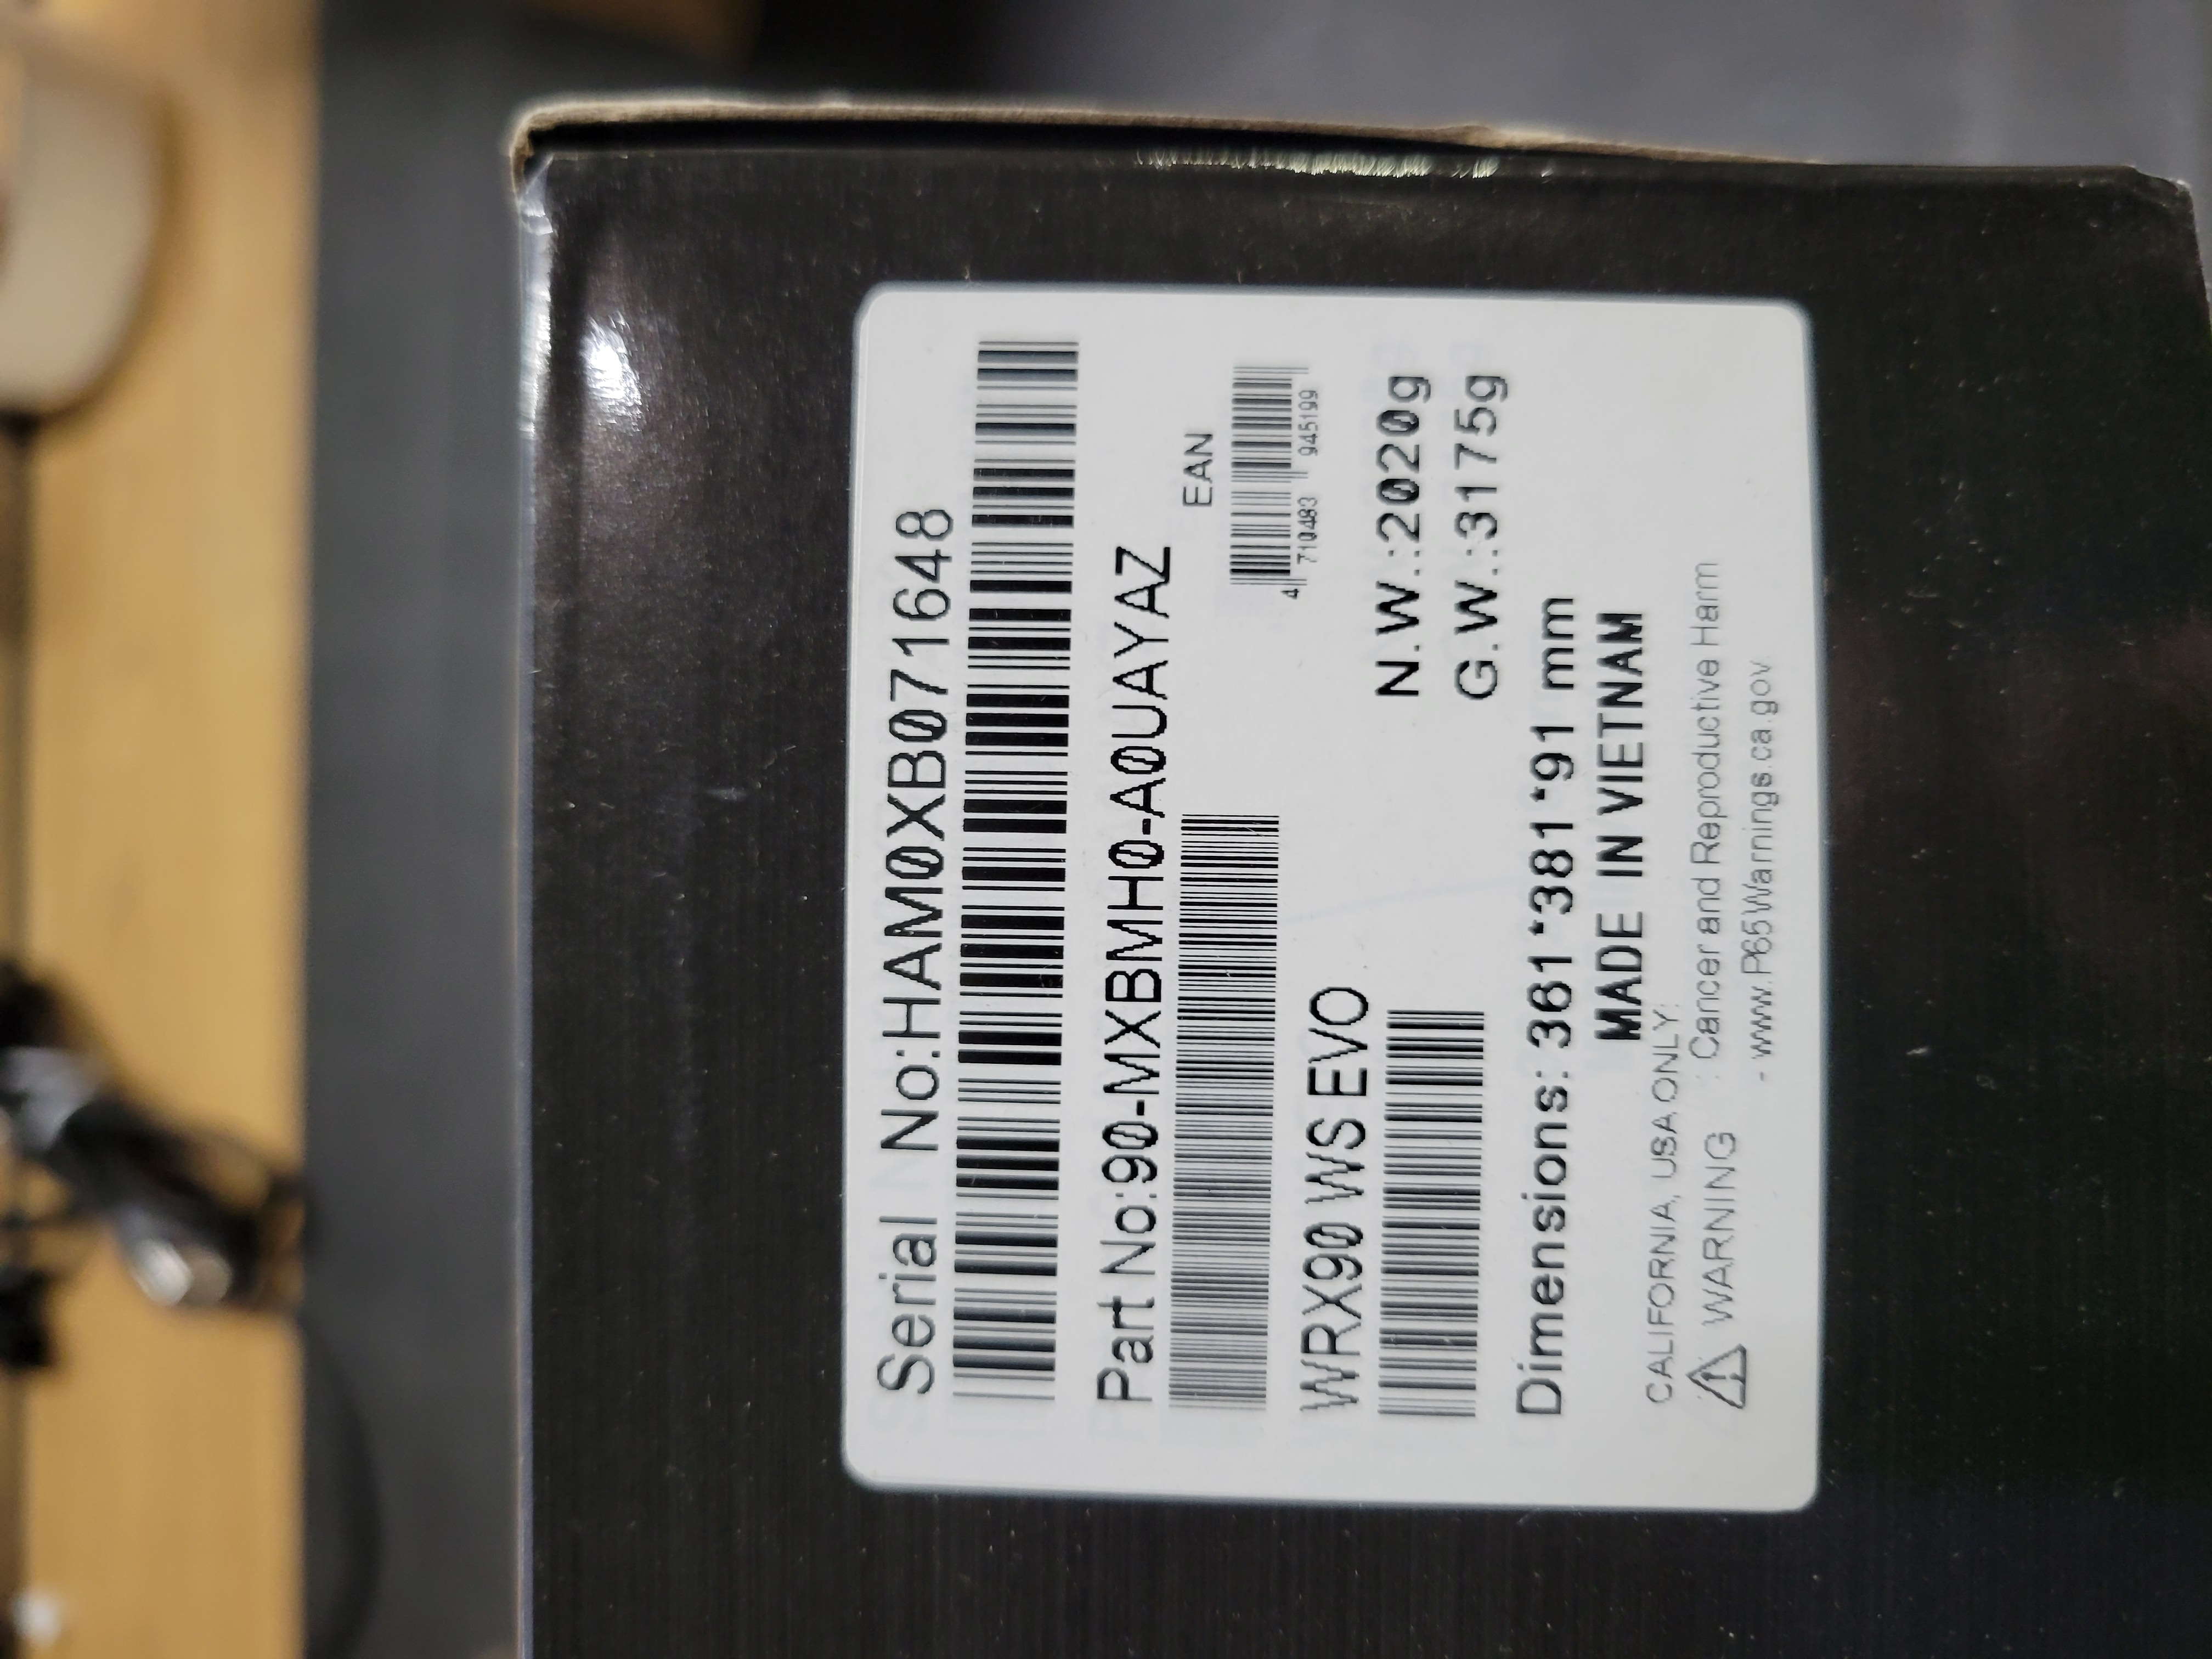 Serial No:HAM0XB071648
Part No:90-MXBMH0-A0UAYAZ
EAN
4 710483 945199
WRX90 WS EVO
N.W.:2020g
G.W.:3175g
Dimensions: 361*381*91 mm
MADE IN VIETNAM
CALIFORNIA, USA ONLY:
WARNING : Cancer and Reproductive Harm
- www.P65Warnings.ca.gov